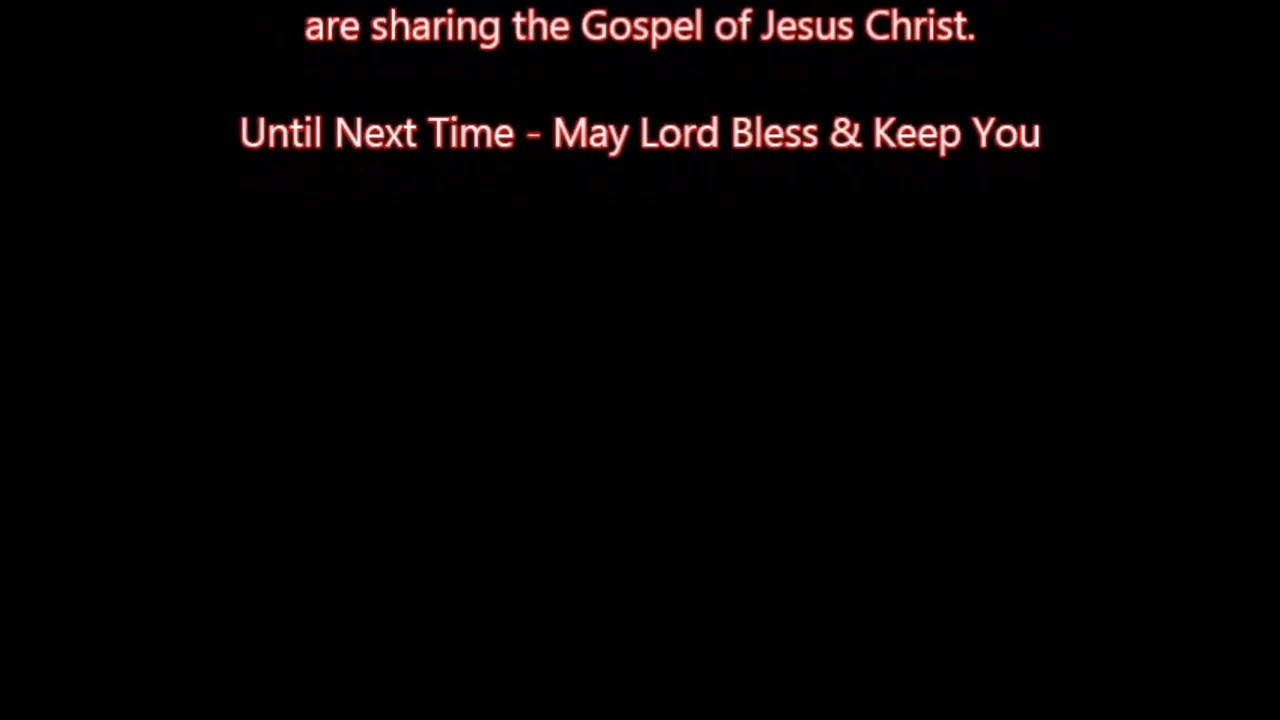 are sharing the Gospel of Jesus Christ.
Until Next Time - May Lord Bless & Keep You